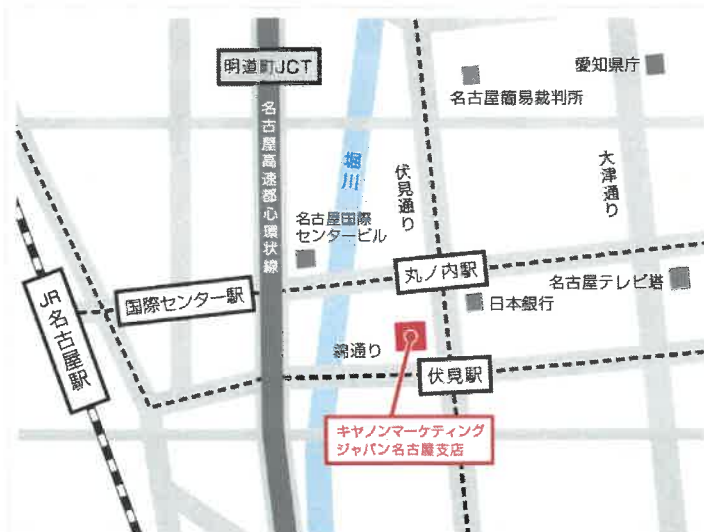 明道町JCT
愛知県庁
名古屋簡易裁判所
名古屋高速都心環状線
堀川
伏見通り
大津通り
名古屋国際
センタービル
丸ノ内駅
国際センター駅
名古屋テレビ塔
日本銀行
JR名古屋駅
錦通り
伏見駅
キヤノンマーケティング
ジャパン名古屋支店